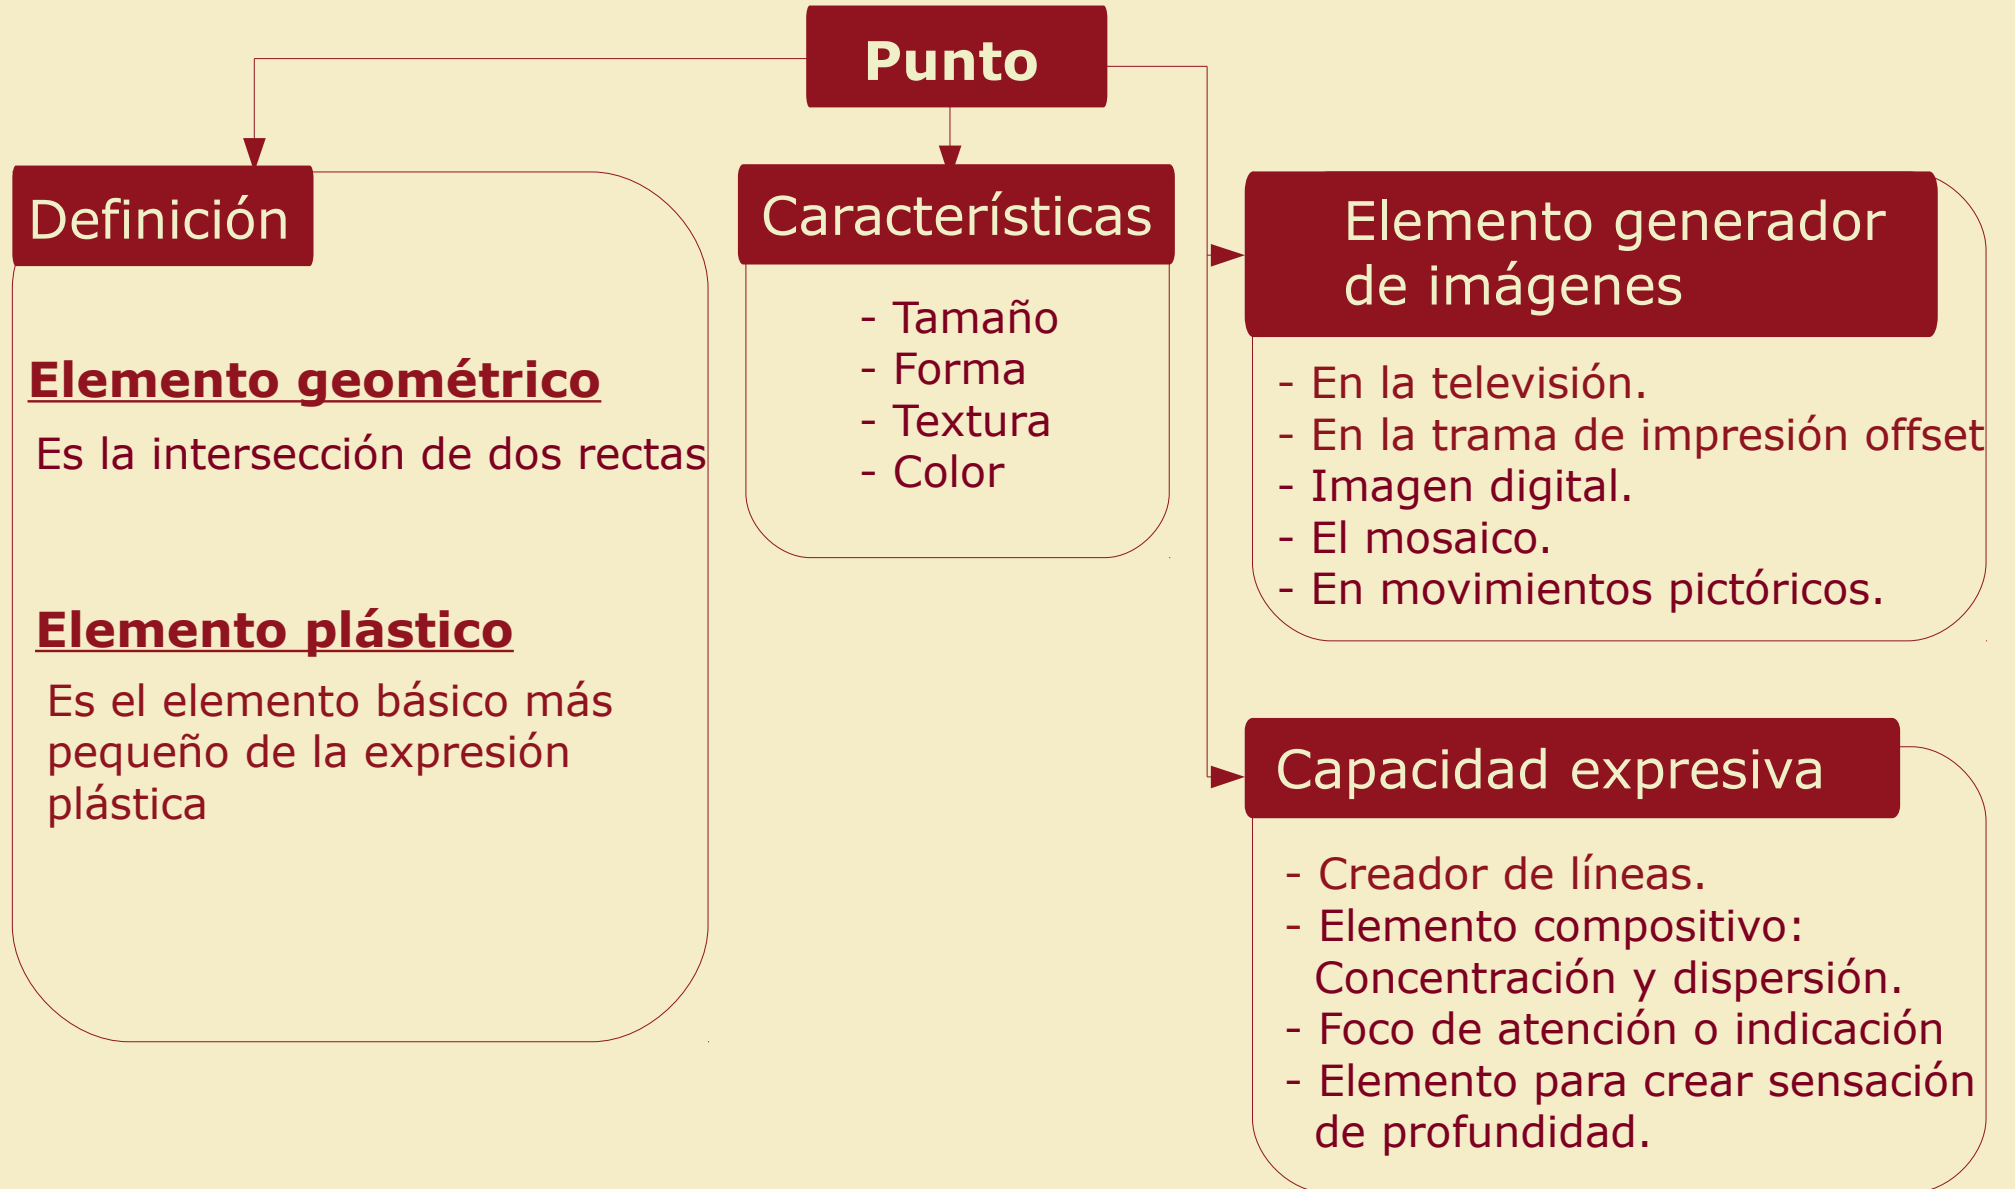 Punto
Definición
Elemento geométrico
Es la intersección de dos rectas
Elemento plástico
Es el elemento básico más
pequeño de la expresión
plástica
Características
- Tamaño
- Forma
- Textura
- Color
Elemento generador
de imágenes
- En la televisión.
- En la trama de impresión offset
- Imagen digital.
- El mosaico.
- En movimientos pictóricos.
Capacidad expresiva
- Creador de líneas.
- Elemento compositivo:
Concentración y dispersión.
- Foco de atención o indicación
- Elemento para crear sensación
de profundidad.